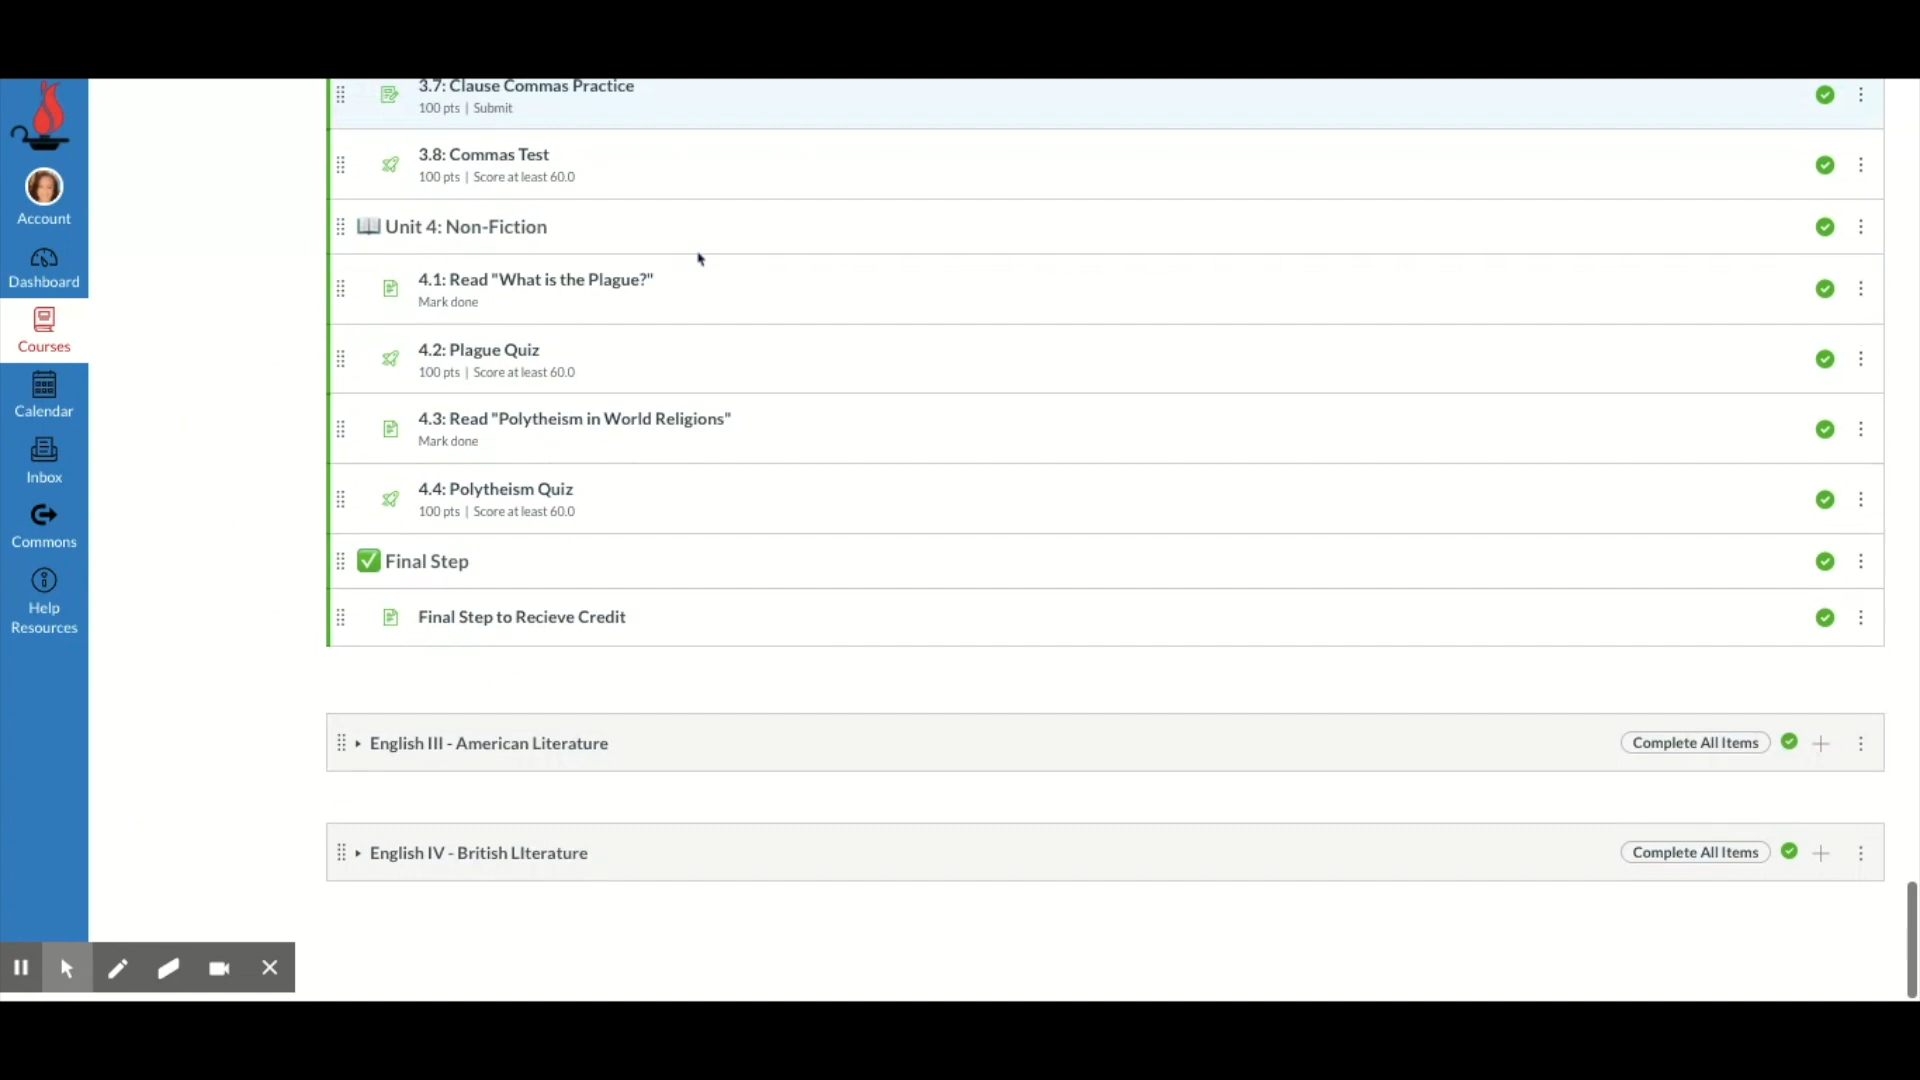 3.7: Clause Commas Practice
100 pts | Submit
3.8: Commas Test
100 pts | Score at least 60.0
Unit 4: Non-Fiction
4.1: Read "What is the Plague?"
Mark done
4.2: Plague Quiz
100 pts | Score at least 60.0
4.3: Read "Polytheism in World Religions"
Mark done
4.4: Polytheism Quiz
100 pts | Score at least 60.0
Final Step
Final Step to Recieve Credit
English III - American Literature
Complete All Items
English IV - British LIterature
Complete All Items
Account
Dashboard
Courses
Calendar
Inbox
Commons
Help
Resources